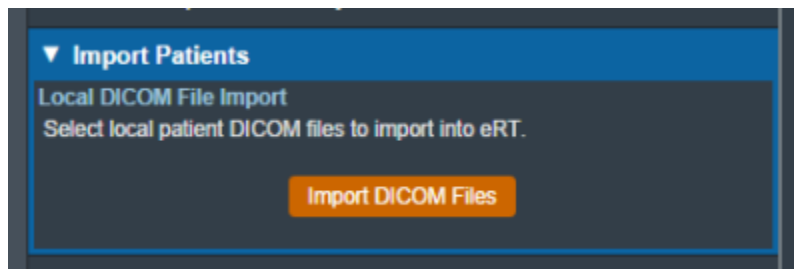 ▼ Import Patients
Local DICOM File Import
Select local patient DICOM files to import into eRT.
Import DICOM Files